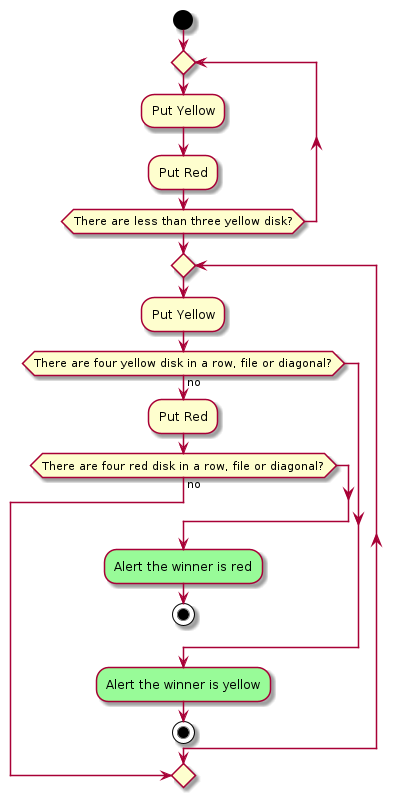 Put Yellow
Put Red
There are less than three yellow disk?
Put Yellow
There are four yellow disk in a row, file or diagonal?
no
Put Red
There are four red disk in a row, file or diagonal?
no
Alert the winner is red
Alert the winner is yellow